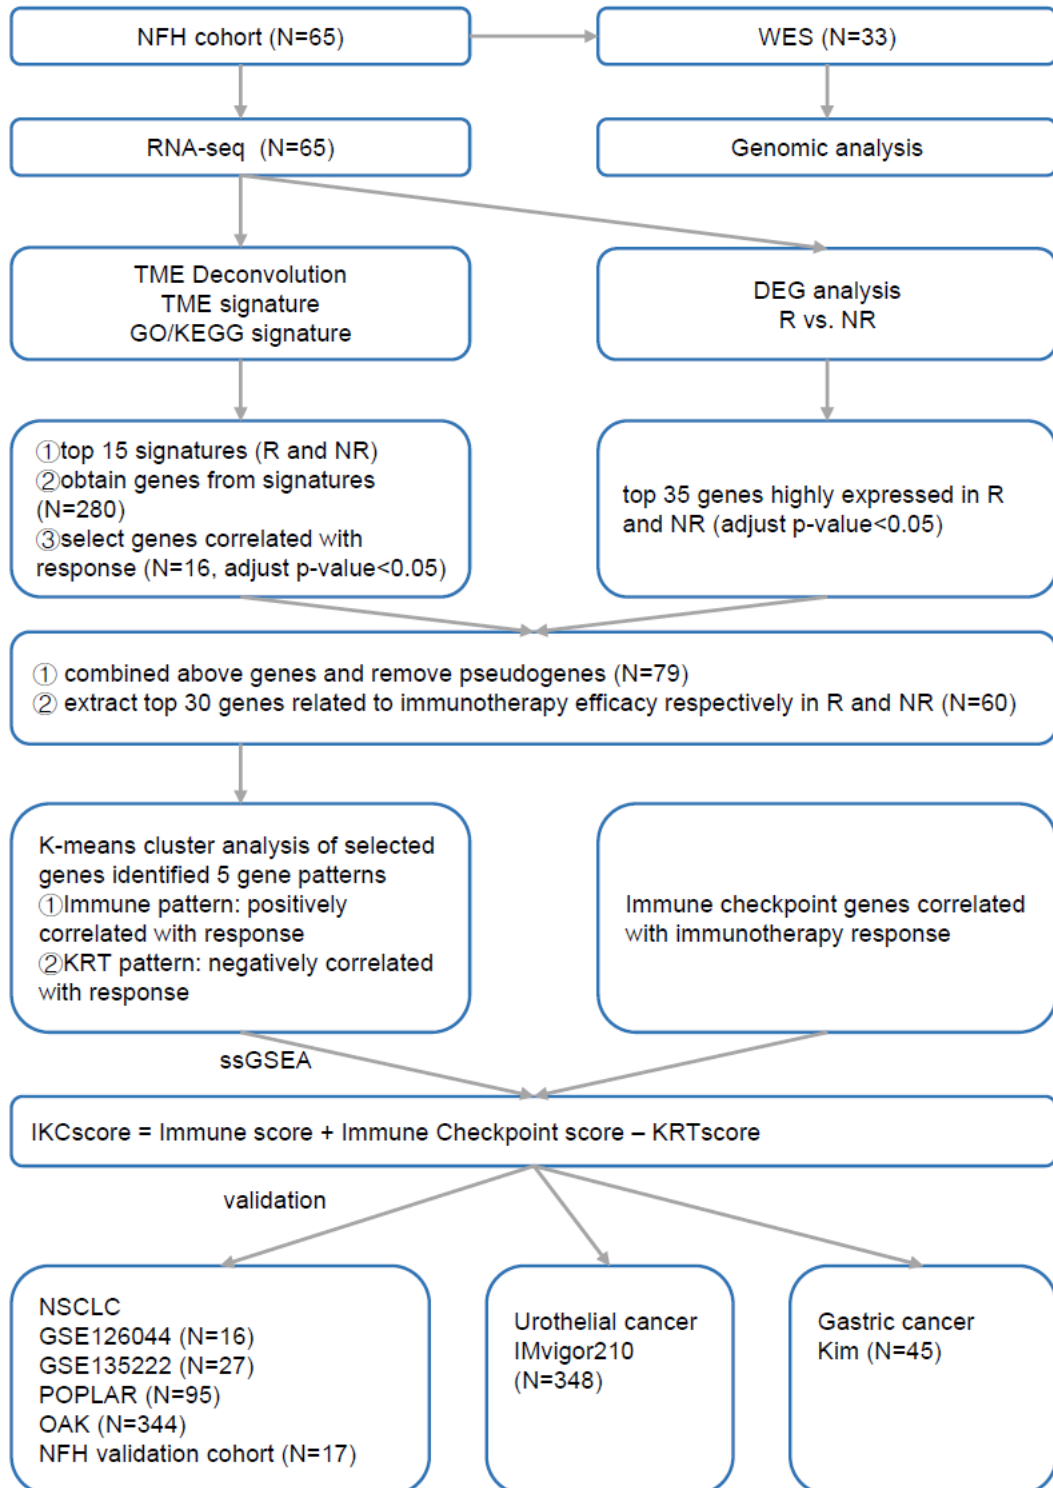 NFH cohort (N=65)
WES (N=33)
RNA-seq (N=65)
Genomic analysis
TME Deconvolution
TME signature
GO/KEGG signature
DEG analysis
R vs. NR
①top 15 signatures (R and NR)
②obtain genes from signatures
(N=280)
③select genes correlated with
response (N=16, adjust p-value<0.05)
top 35 genes highly expressed in R
and NR (adjust p-value<0.05)
① combined above genes and remove pseudogenes (N=79)
② extract top 30 genes related to immunotherapy efficacy respectively in R and NR (N=60)
K-means cluster analysis of selected
genes identified 5 gene patterns
①Immune pattern: positively
correlated with response
②KRT pattern: negatively correlated
with response
Immune checkpoint genes correlated
with immunotherapy response
ssGSEA
IKCscore = Immune score + Immune Checkpoint score – KRTscore
validation
NSCLC
GSE126044 (N=16)
GSE135222 (N=27)
POPLAR (N=95)
OAK (N=344)
NFH validation cohort (N=17)
Urothelial cancer
IMvigor210
(N=348)
Gastric cancer
Kim (N=45)